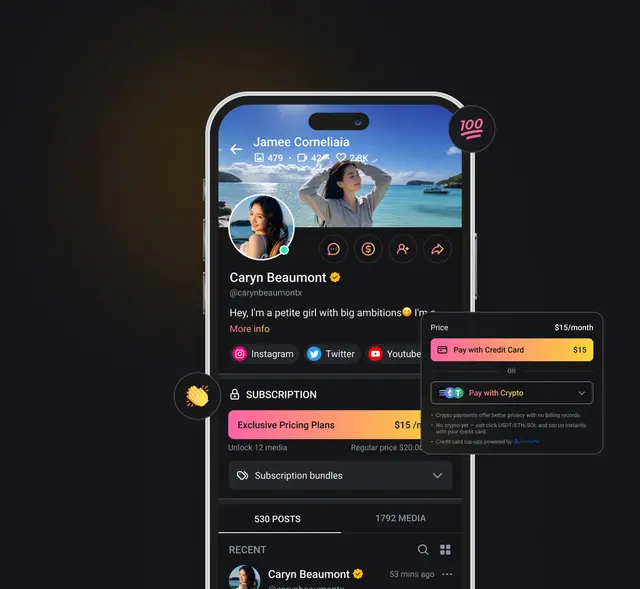 100
Jamee Corneliaia
479 · 42
Caryn Beaumont
@carynbeaumontx
Hey, I'm a petite girl with big ambitions😊 I'm a
More info
Instagram
Twitter
Youtube
Price $15/month
Pay with Credit Card $15
OR
Pay with Crypto
Crypto payments offer better privacy with no billing records.
No crypto yet – just click USDT/ETH/SOL and top up instantly
with your credit card.
Credit card top-ups powered by
SUBSCRIPTION
Exclusive Pricing Plans $15 /
Unlock 12 media Regular price $20.00
Subscription bundles
530 POSTS 1792 MEDIA
RECENT
Caryn Beaumont 53 mins ago
@carynbeaumontx